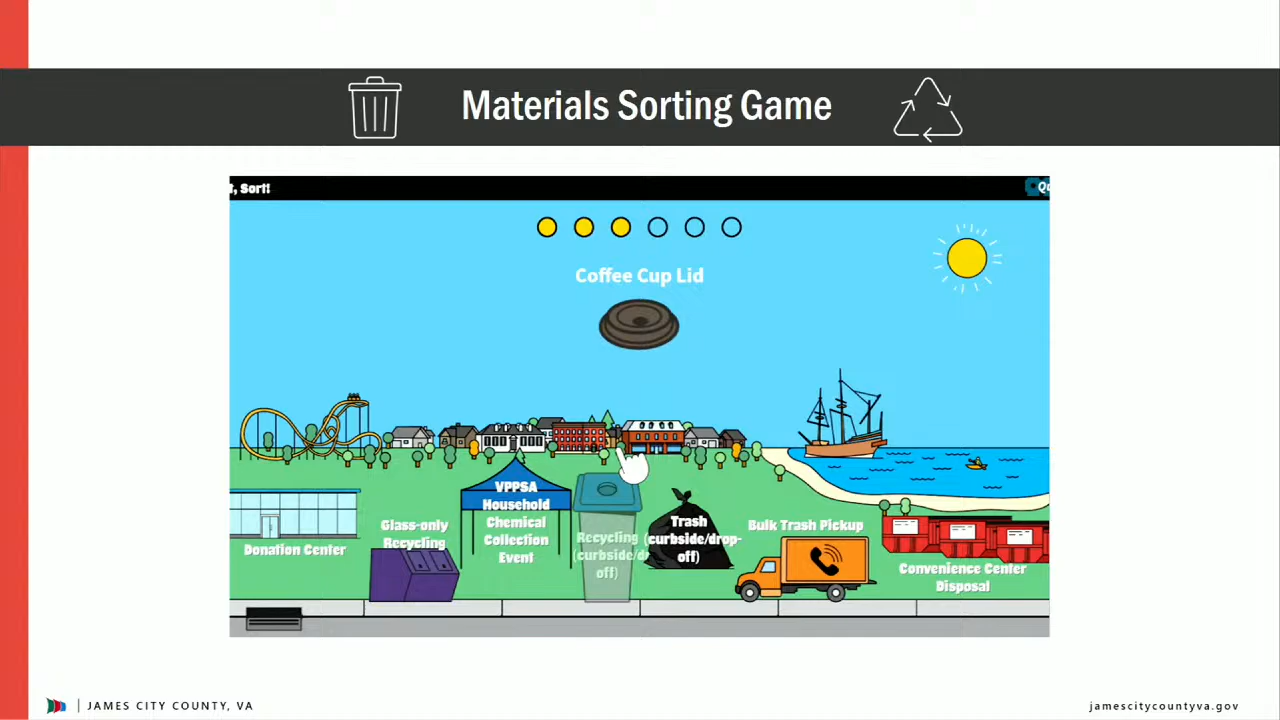 Materials Sorting Game
t, Sort!
Coffee Cup Lid
VPPSA
Household
Chemical
Collection
Event
Glass-only
Recycling
Donation Center
Recycling
(curbside/dr
off)
Trash
(curbside/drop-
off)
Bulk Trash Pickup
Convenience Center
Disposal
JAMES CITY COUNTY, VA
jamescitycountyva.gov